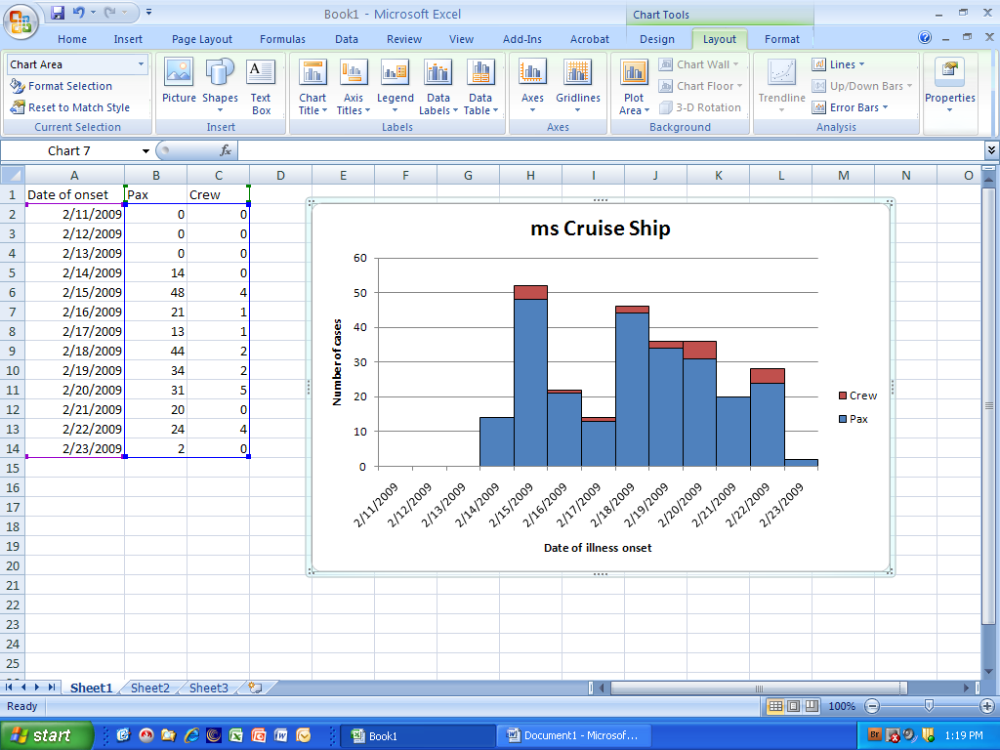 Book1 - Microsoft Excel
Chart Tools
Home Insert Page Layout Formulas Data Review View Add-Ins Acrobat Design Layout Format
Chart Area
Format Selection
Reset to Match Style
Current Selection
Picture Shapes Text Box
Insert
Chart Title Axis Titles Legend Data Labels Data Table
Labels
Axes Gridlines
Axes
Plot Area
Chart Wall
Chart Floor
3-D Rotation
Background
Trendline
Lines
Up/Down Bars
Error Bars
Analysis
Properties
Chart 7 fx
A B C D E F G H I J K L M N O
1 Date of onset Pax Crew
2 2/11/2009 0 0
3 2/12/2009 0 0
4 2/13/2009 0 0
5 2/14/2009 14 0
6 2/15/2009 48 4
7 2/16/2009 21 1
8 2/17/2009 13 1
9 2/18/2009 44 2
10 2/19/2009 34 2
11 2/20/2009 31 5
12 2/21/2009 20 0
13 2/22/2009 24 4
14 2/23/2009 2 0
15
16
17
18
19
20
21
22
23
24
25
ms Cruise Ship
Number of cases
60
50
40
30
20
10
0
2/11/2009 2/12/2009 2/13/2009 2/14/2009 2/15/2009 2/16/2009 2/17/2009 2/18/2009 2/19/2009 2/20/2009 2/21/2009 2/22/2009 2/23/2009
Date of illness onset
Crew
Pax
Sheet1 Sheet2 Sheet3
Ready 100%
start Book1 Document1 - Microsof... Br 1:19 PM